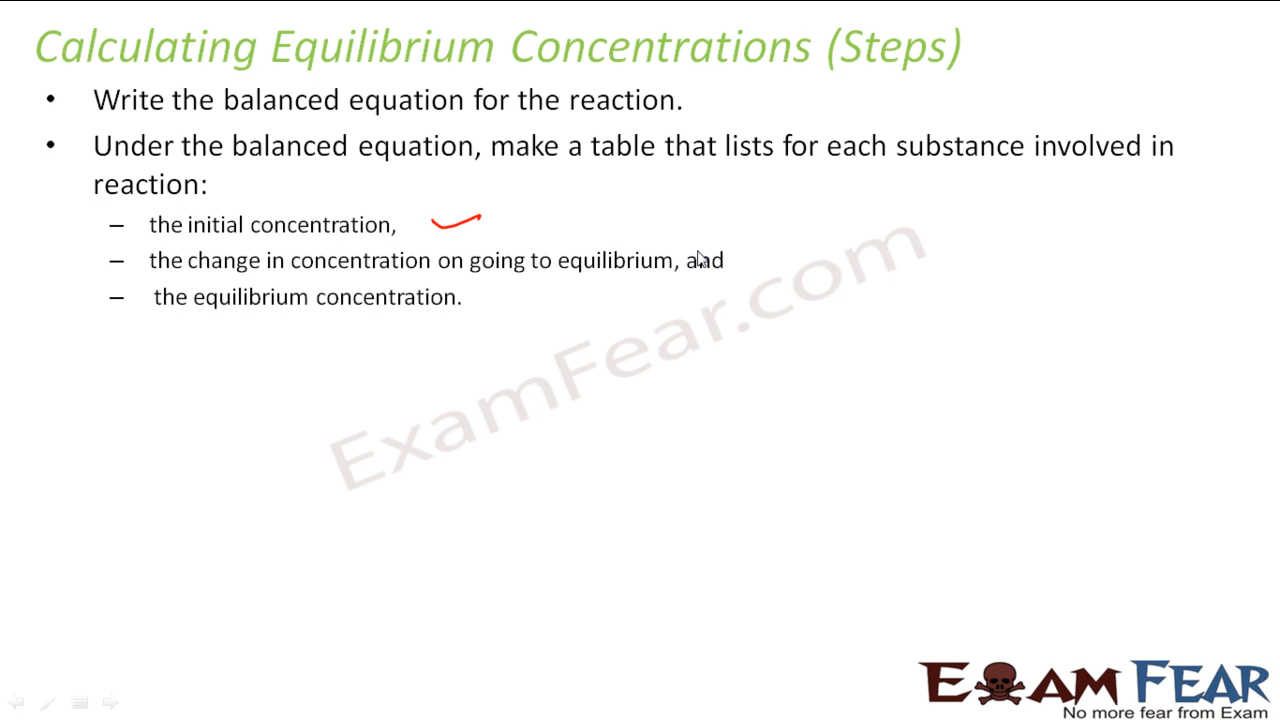 Calculating Equilibrium Concentrations (Steps)
• Write the balanced equation for the reaction.
• Under the balanced equation, make a table that lists for each substance involved in
reaction:
– the initial concentration,
– the change in concentration on going to equilibrium, and
– the equilibrium concentration.
ExamFear.com
EXAM FEAR
No more fear from Exam